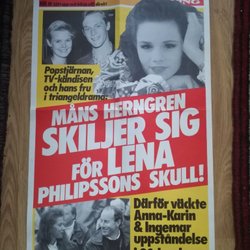 Popstjärnan,
TV-kändisen
och hans fru
i triangeldrama:
MÅNS HERNGREN
SKILJER SIG
FÖR LENA
PHILIPSSONS SKULL!
Därför väckte
Anna-Karin
& Ingemar
uppståndelse